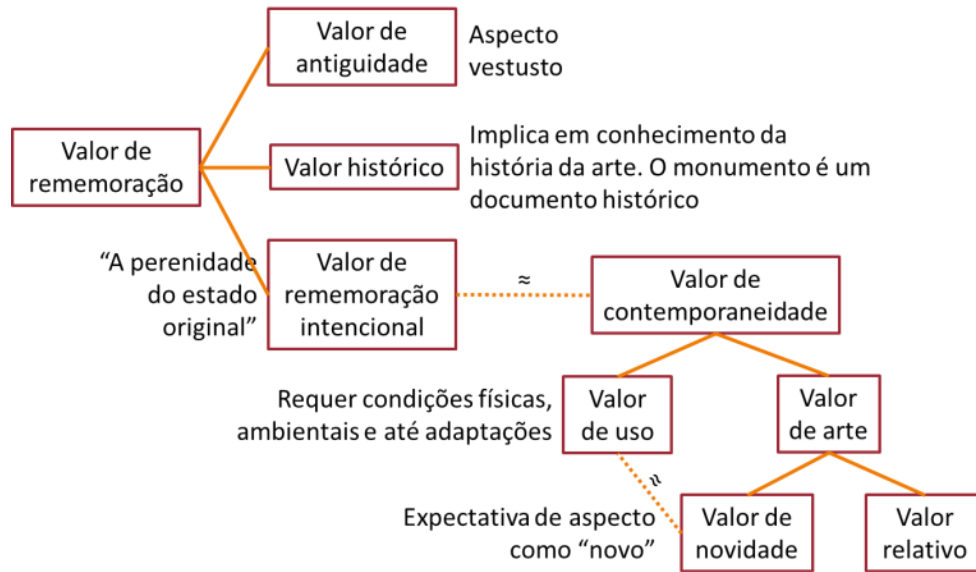 Valor de
antiguidade
Aspecto
vestusto
Valor de
rememoração
Valor histórico
Implica em conhecimento da
história da arte. O monumento é um
documento histórico
“A perenidade
do estado
original”
Valor de
rememoração
intencional
≈
Valor de
contemporaneidade
Requer condições físicas,
ambientais e até adaptações
Valor
de uso
Valor
de arte
≈
Expectativa de aspecto
como “novo”
Valor de
novidade
Valor
relativo